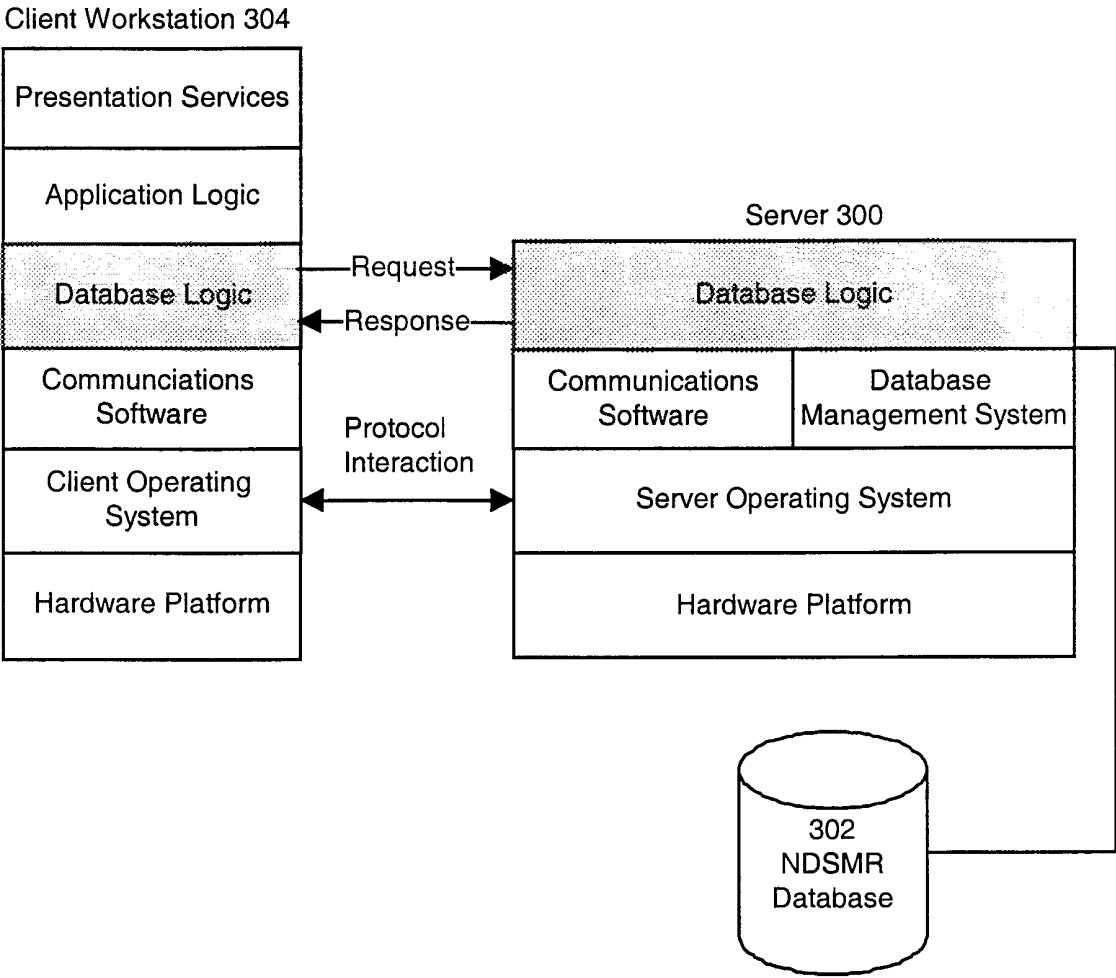 Client Workstation 304
Presentation Services
Application Logic
Database Logic
Communciations
Software
Client Operating
System
Hardware Platform
Request
Response
Protocol
Interaction
Server 300
Database Logic
Communications
Software
Database
Management System
Server Operating System
Hardware Platform
302
NDSMR
Database